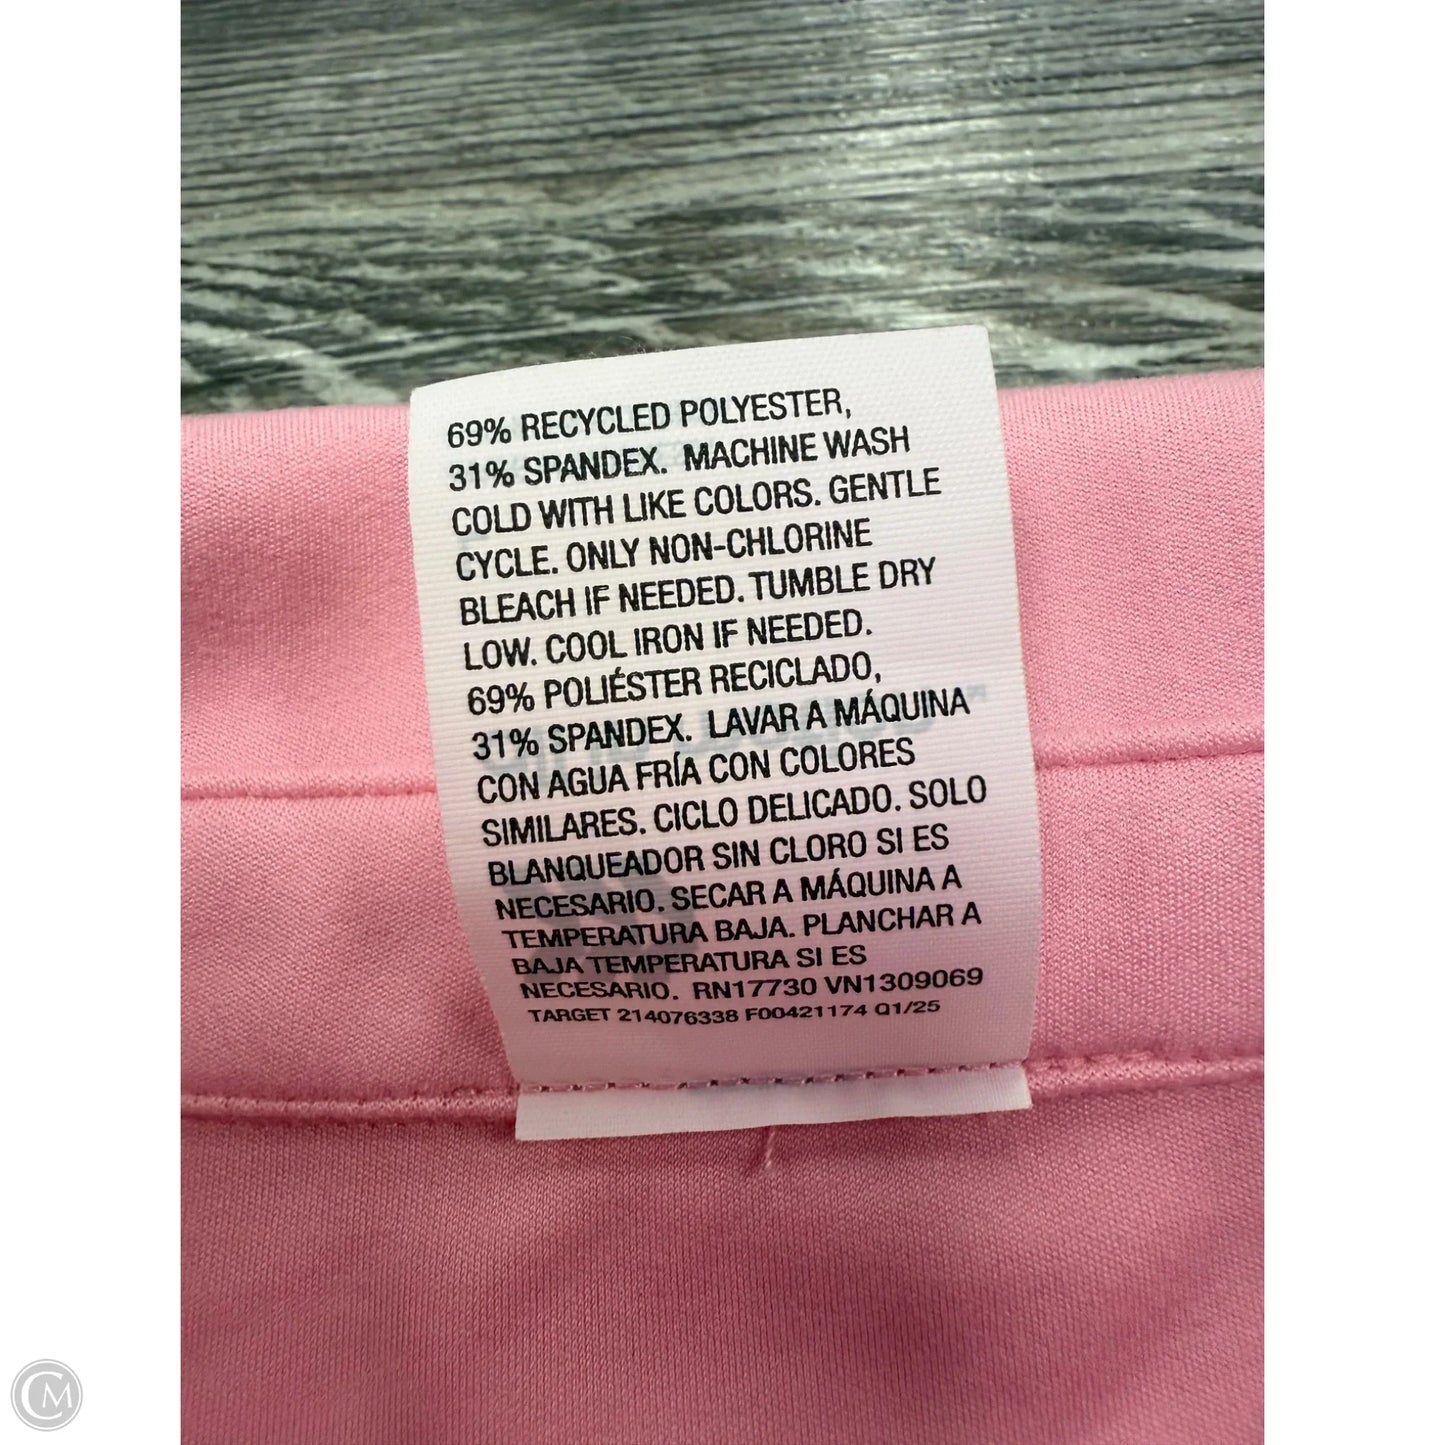 69% RECYCLED POLYESTER,
31% SPANDEX. MACHINE WASH
COLD WITH LIKE COLORS. GENTLE
CYCLE. ONLY NON-CHLORINE
BLEACH IF NEEDED. TUMBLE DRY
LOW. COOL IRON IF NEEDED.
69% POLIÉSTER RECICLADO,
31% SPANDEX. LAVAR A MÁQUINA
CON AGUA FRÍA CON COLORES
SIMILARES. CICLO DELICADO. SOLO
BLANQUEADOR SIN CLORO SI ES
NECESARIO. SECAR A MÁQUINA A
TEMPERATURA BAJA. PLANCHAR A
BAJA TEMPERATURA SI ES
NECESARIO. RN17730 VN1309069
TARGET 214076338 F00421174 Q1/25
CM